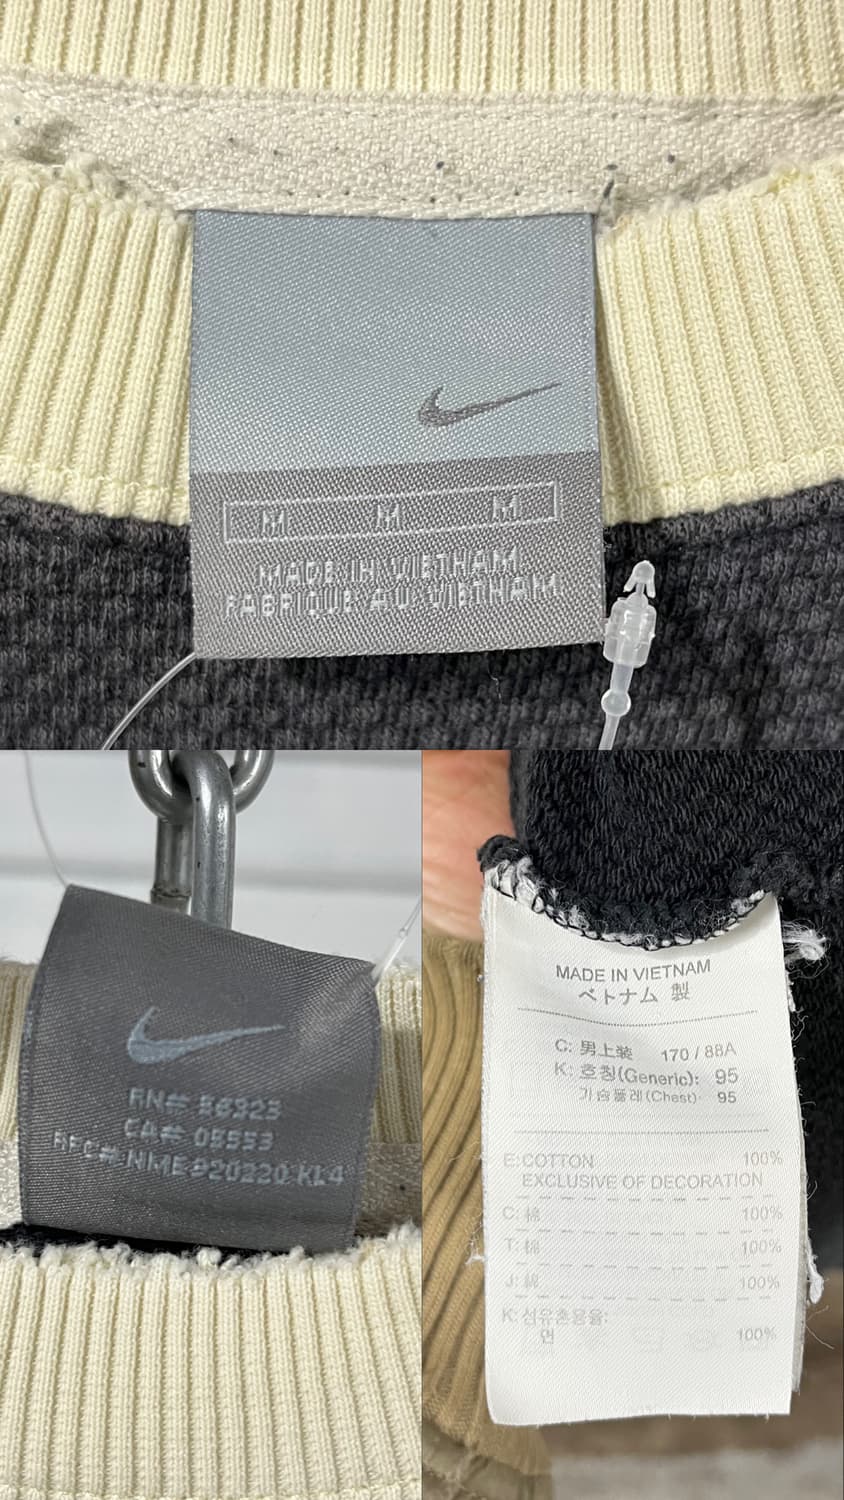 M M M
MADE IN VIETNAM
FABRIQUE AU VIETNAM
RN# 56323
CA# 05553
RFC# NME920220 KL4
MADE IN VIETNAM
ベトナム 製
C: 男上装 170 / 88A
K: 호칭(Generic): 95
가슴둘레(Chest): 95
E: COTTON 100%
EXCLUSIVE OF DECORATION
C: 棉 100%
T: 棉 100%
J: 綿 100%
K: 섬유혼용율:
면 100%